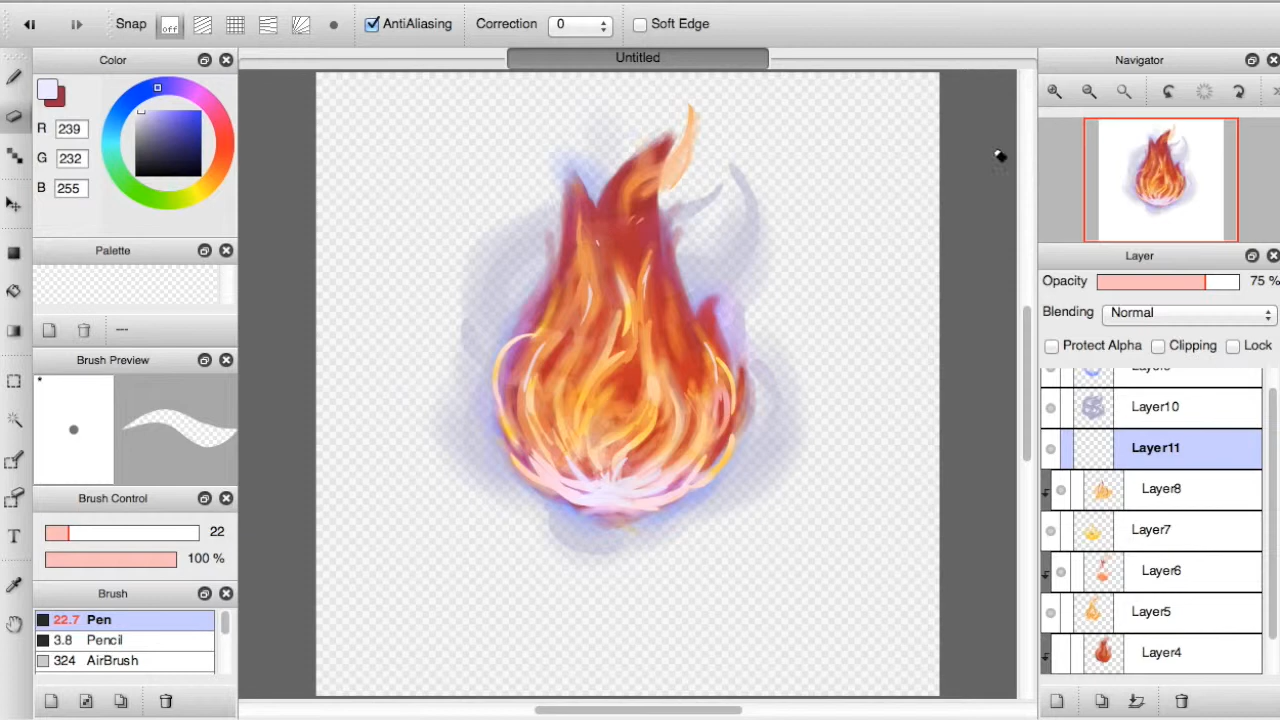 Snap off AntiAliasing Correction 0 Soft Edge
Untitled
Color
R 239
G 232
B 255
Palette
---
Brush Preview
Brush Control
22
100 %
Brush
22.7 Pen
3.8 Pencil
324 AirBrush
Navigator
Layer
Opacity 75 %
Blending Normal
Protect Alpha Clipping Lock
Layer10
Layer11
Layer8
Layer7
Layer6
Layer5
Layer4
T